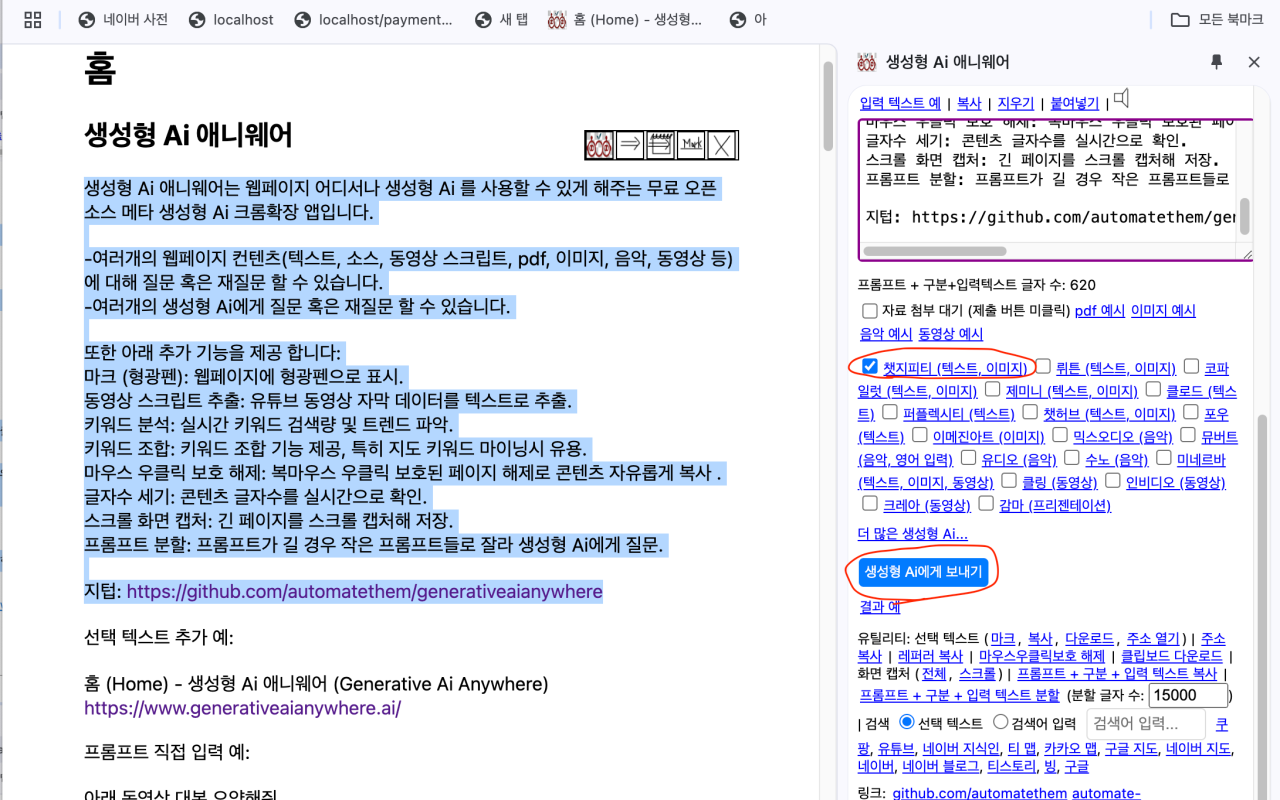 네이버 사전
localhost
localhost/payment...
새 탭
홈 (Home) - 생성형...
아
모든 북마크
홈
생성형 Ai 애니웨어
Mark
생성형 Ai 애니웨어는 웹페이지 어디서나 생성형 Ai 를 사용할 수 있게 해주는 무료 오픈
소스 메타 생성형 Ai 크롬확장 앱입니다.
-여러개의 웹페이지 컨텐츠(텍스트, 소스, 동영상 스크립트, pdf, 이미지, 음악, 동영상 등)
에 대해 질문 혹은 재질문 할 수 있습니다.
-여러개의 생성형 Ai에게 질문 혹은 재질문 할 수 있습니다.
또한 아래 추가 기능을 제공 합니다:
마크 (형광펜): 웹페이지에 형광펜으로 표시.
동영상 스크립트 추출: 유튜브 동영상 자막 데이터를 텍스트로 추출.
키워드 분석: 실시간 키워드 검색량 및 트렌드 파악.
키워드 조합: 키워드 조합 기능 제공, 특히 지도 키워드 마이닝시 유용.
마우스 우클릭 보호 해제: 복마우스 우클릭 보호된 페이지 해제로 콘텐츠 자유롭게 복사 .
글자수 세기: 콘텐츠 글자수를 실시간으로 확인.
스크롤 화면 캡처: 긴 페이지를 스크롤 캡처해 저장.
프롬프트 분할: 프롬프트가 길 경우 작은 프롬프트들로 잘라 생성형 Ai에게 질문.
지텁: https://github.com/automatethem/generativeaianywhere
선택 텍스트 추가 예:
홈 (Home) - 생성형 Ai 애니웨어 (Generative Ai Anywhere)
https://www.generativeaianywhere.ai/
프롬프트 직접 입력 예:
아래 동영상 대본 요약해줘
생성형 Ai 애니웨어
입력 텍스트 예 | 복사 | 지우기 | 붙여넣기 |
마우스 우클릭 보호 해제: 복마우스 우클릭 보호된 페이
글자수 세기: 콘텐츠 글자수를 실시간으로 확인.
스크롤 화면 캡처: 긴 페이지를 스크롤 캡처해 저장.
프롬프트 분할: 프롬프트가 길 경우 작은 프롬프트들로
지텁: https://github.com/automatethem/gen
프롬프트 + 구분+입력텍스트 글자 수: 620
자료 첨부 대기 (제출 버튼 미클릭) pdf 예시 이미지 예시
음악 예시 동영상 예시
챗지피티 (텍스트, 이미지) 뤼튼 (텍스트, 이미지) 코파
일럿 (텍스트, 이미지) 제미니 (텍스트, 이미지) 클로드 (텍스
트) 퍼플렉시티 (텍스트) 챗허브 (텍스트, 이미지) 포우
(텍스트) 이메진아트 (이미지) 믹스오디오 (음악) 뮤버트
(음악, 영어 입력) 유디오 (음악) 수노 (음악) 미네르바
(텍스트, 이미지, 동영상) 클링 (동영상) 인비디오 (동영상)
크레아 (동영상) 감마 (프리젠테이션)
더 많은 생성형 Ai...
생성형 Ai에게 보내기
결과 예
유틸리티: 선택 텍스트 (마크, 복사, 다운로드, 주소 열기) | 주소
복사 | 레퍼러 복사 | 마우스우클릭보호 해제 | 클립보드 다운로드 |
화면 캡처 (전체, 스크롤) | 프롬프트 + 구분 + 입력 텍스트 복사 |
프롬프트 + 구분 + 입력 텍스트 분할 (분할 글자 수: 15000)
| 검색 선택 텍스트 검색어 입력 검색어 입력... 쿠
팡, 유튜브, 네이버 지식인, 티 맵, 카카오 맵, 구글 지도, 네이버 지도,
네이버, 네이버 블로그, 티스토리, 빙, 구글
링크: github.com/automatethem automate-